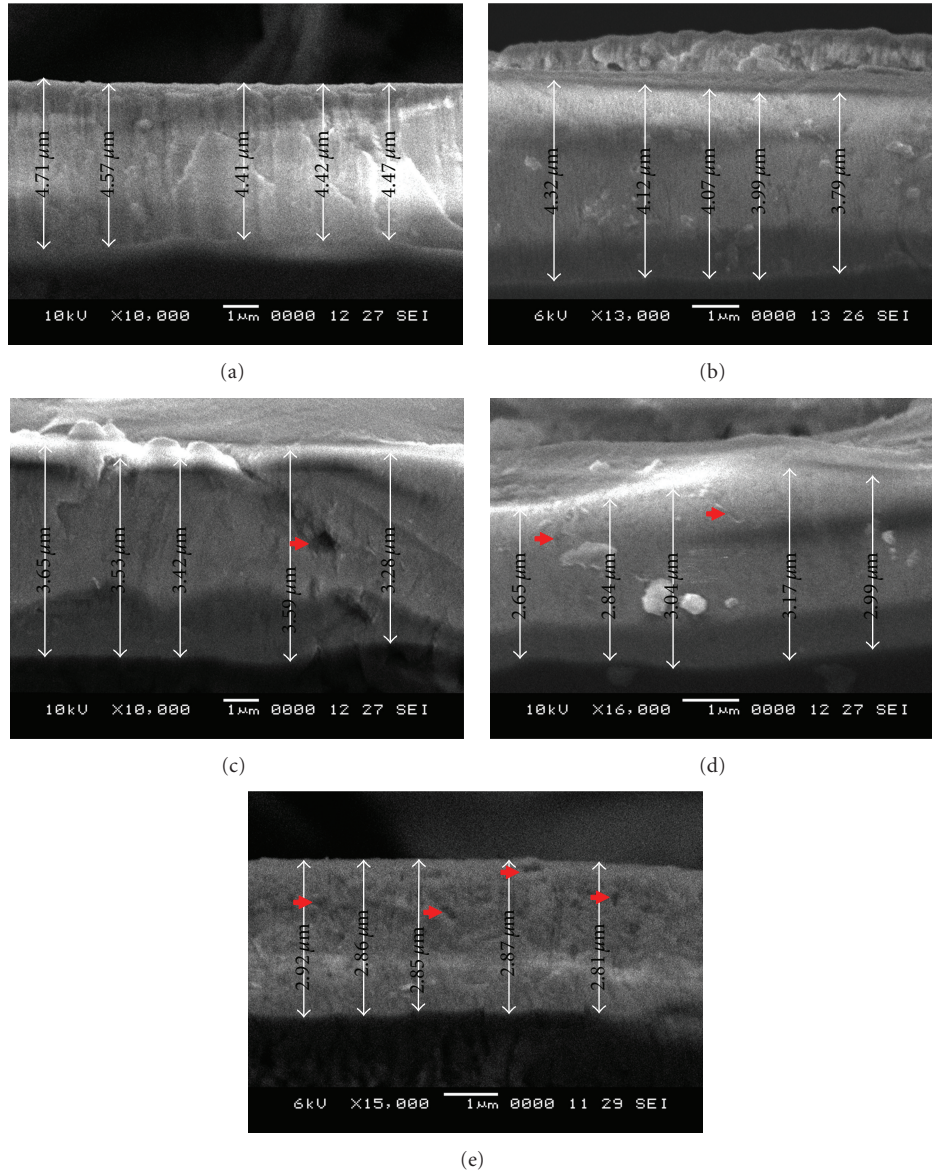 4.71 μm
4.57 μm
4.41 μm
4.42 μm
4.47 μm
10kV X10,000 1μm 0000 12 27 SEI
(a)
4.32 μm
4.12 μm
4.07 μm
3.99 μm
3.79 μm
6kV X13,000 1μm 0000 13 26 SEI
(b)
3.65 μm
3.53 μm
3.42 μm
3.59 μm
3.28 μm
10kV X10,000 1μm 0000 12 27 SEI
(c)
2.65 μm
2.84 μm
3.04 μm
3.17 μm
2.99 μm
10kV X16,000 1μm 0000 12 27 SEI
(d)
2.92 μm
2.86 μm
2.85 μm
2.87 μm
2.81 μm
6kV X15,000 1μm 0000 11 29 SEI
(e)